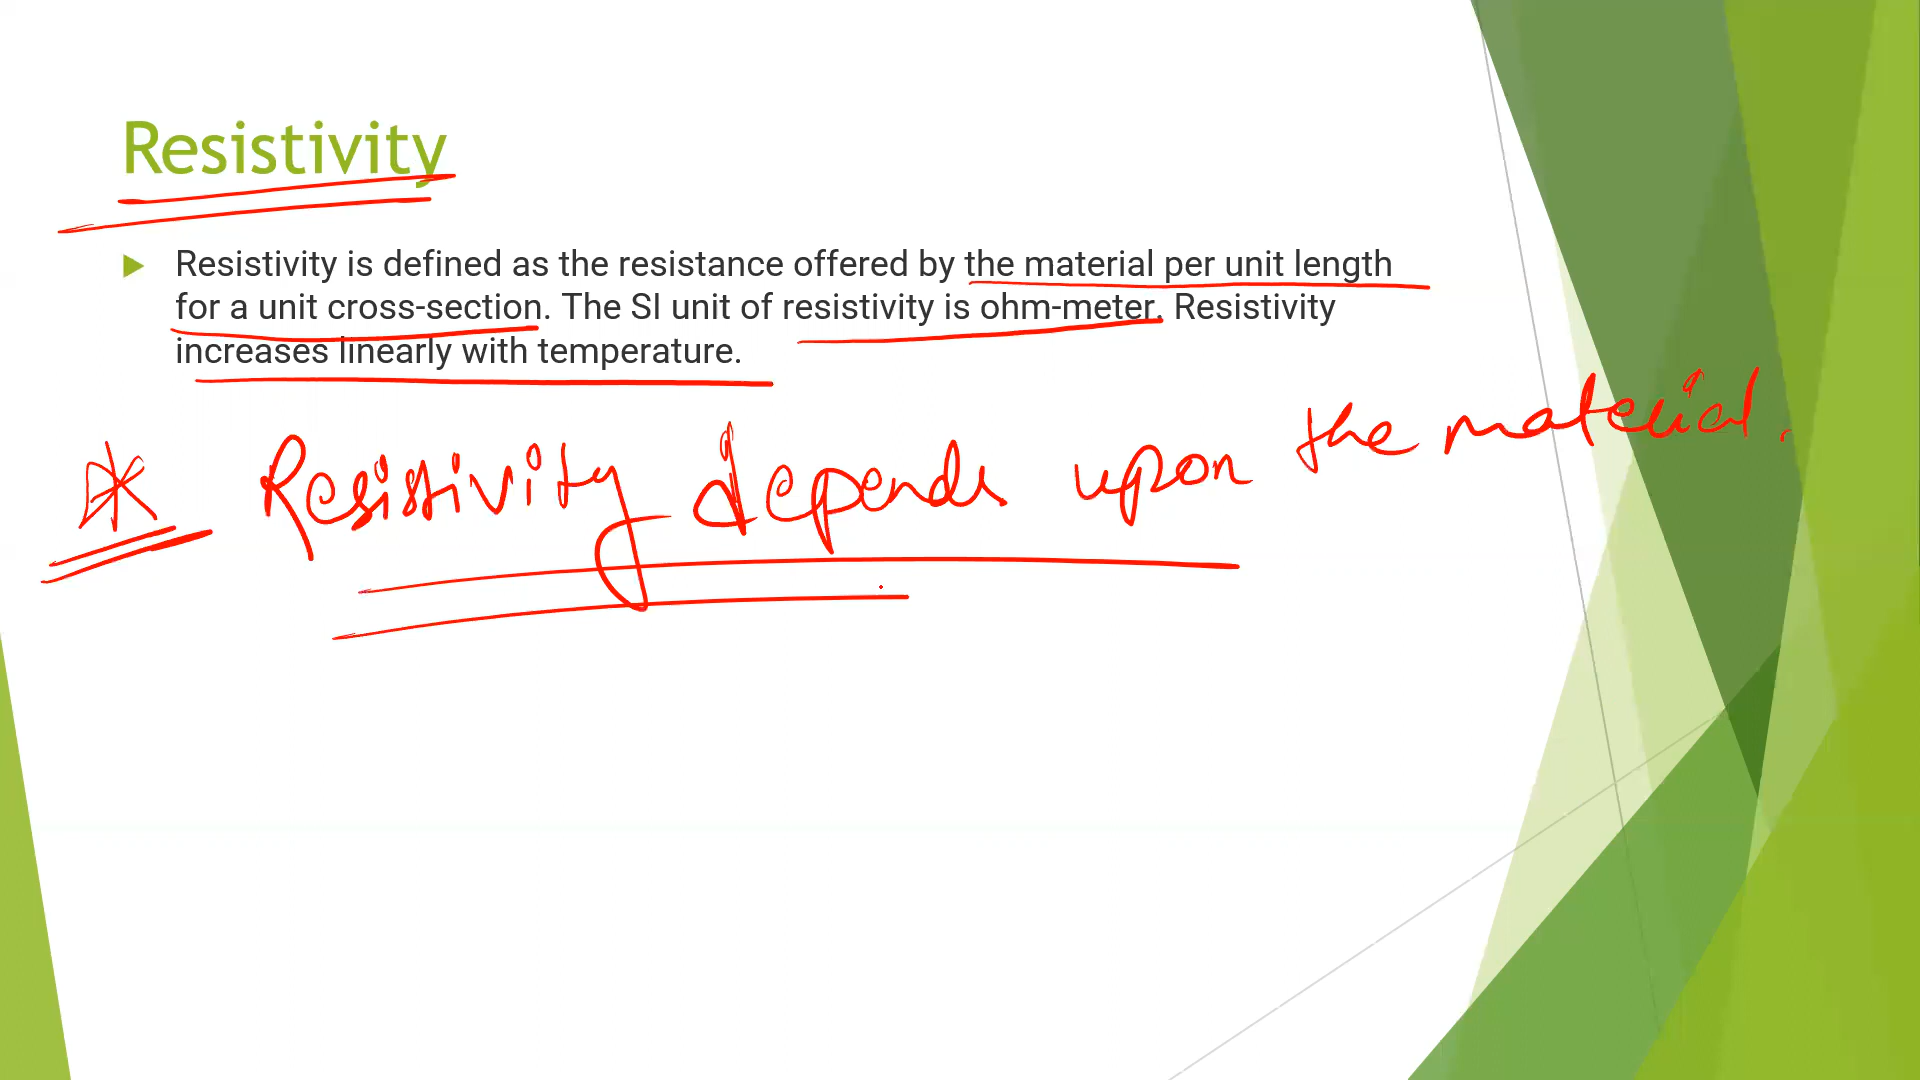 Resistivity
Resistivity is defined as the resistance offered by the material per unit length
for a unit cross-section. The SI unit of resistivity is ohm-meter. Resistivity
increases linearly with temperature.
* Resistivity depends upon the material.